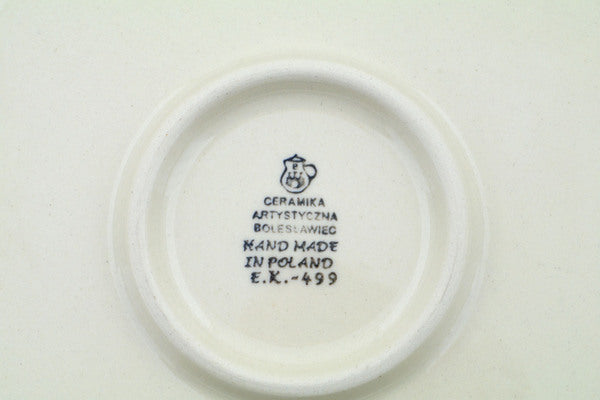 CERAMIKA
ARTYSTYCZNA
BOLESŁAWIEC
HAND MADE
IN POLAND
E.K.-499